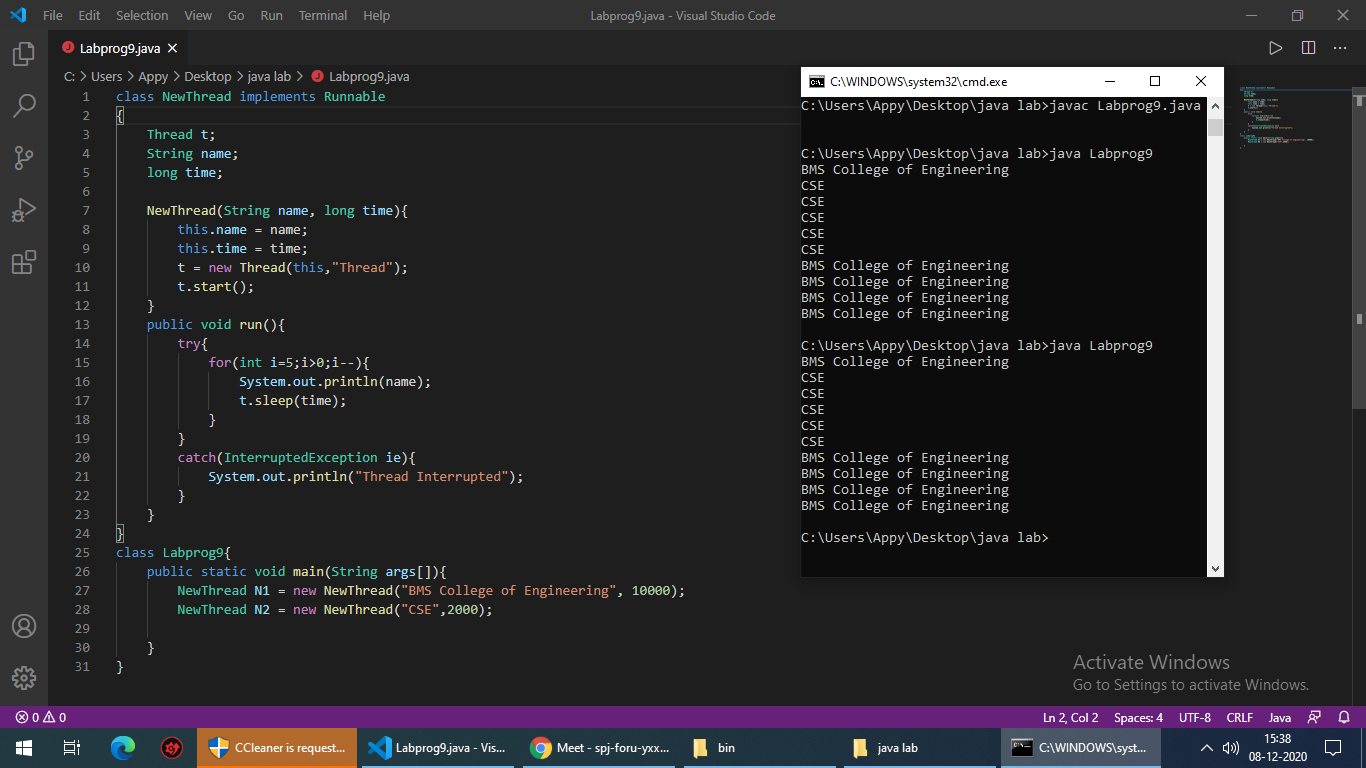 File Edit Selection View Go Run Terminal Help
Labprog9.java - Visual Studio Code
Labprog9.java
C: > Users > Appy > Desktop > java lab > Labprog9.java
1 class NewThread implements Runnable
2 {
3 Thread t;
4 String name;
5 long time;
6
7 NewThread(String name, long time){
8 this.name = name;
9 this.time = time;
10 t = new Thread(this,"Thread");
11 t.start();
12 }
13 public void run(){
14 try{
15 for(int i=5;i>0;i--){
16 System.out.println(name);
17 t.sleep(time);
18 }
19 }
20 catch(InterruptedException ie){
21 System.out.println("Thread Interrupted");
22 }
23 }
24 }
25 class Labprog9{
26 public static void main(String args[]){
27 NewThread N1 = new NewThread("BMS College of Engineering", 10000);
28 NewThread N2 = new NewThread("CSE",2000);
29
30 }
31 }
C:\WINDOWS\system32\cmd.exe
C:\Users\Appy\Desktop\java lab>javac Labprog9.java
C:\Users\Appy\Desktop\java lab>java Labprog9
BMS College of Engineering
CSE
CSE
CSE
CSE
CSE
BMS College of Engineering
BMS College of Engineering
BMS College of Engineering
BMS College of Engineering
C:\Users\Appy\Desktop\java lab>java Labprog9
BMS College of Engineering
CSE
CSE
CSE
CSE
CSE
BMS College of Engineering
BMS College of Engineering
BMS College of Engineering
BMS College of Engineering
C:\Users\Appy\Desktop\java lab>
Activate Windows
Go to Settings to activate Windows.
0 0 Ln 2, Col 2 Spaces: 4 UTF-8 CRLF Java
CCleaner is request... Labprog9.java - Vis... Meet - spj-foru-yxx... bin java lab C:\WINDOWS\syst... 15:38
08-12-2020